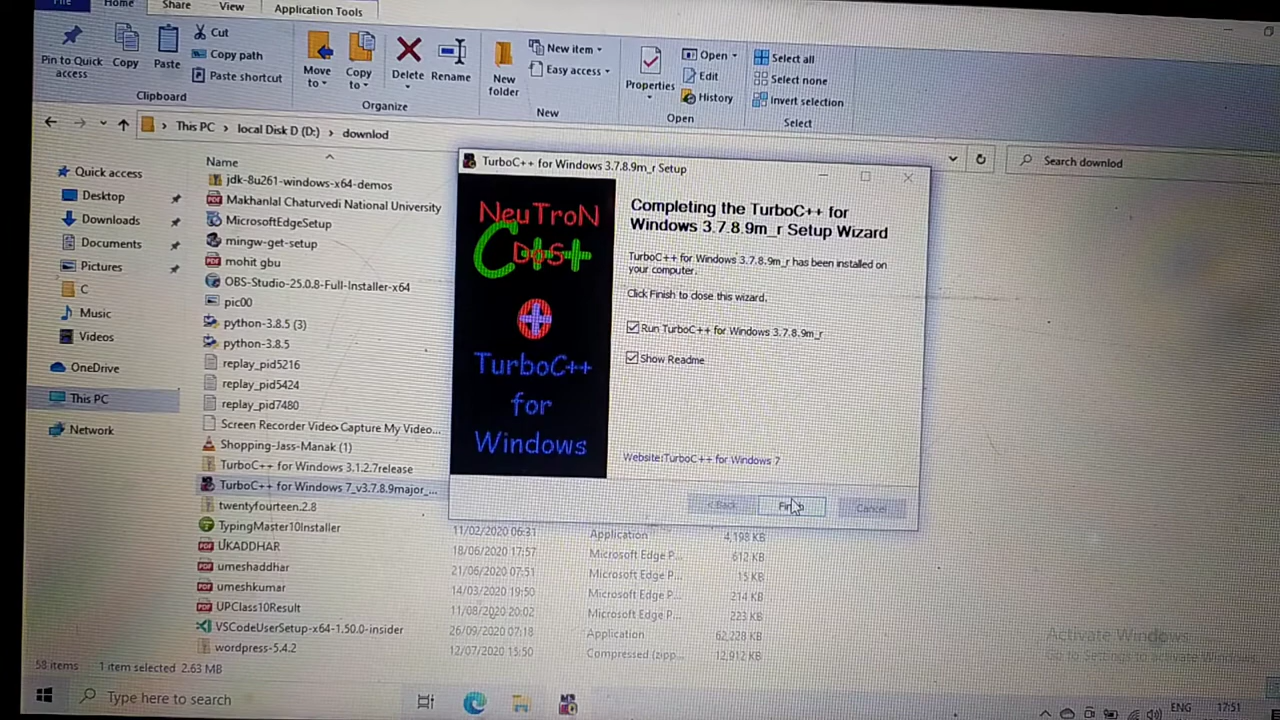 File
Home
Share
View
Application Tools
Pin to Quick access
Copy
Paste
Cut
Copy path
Paste shortcut
Clipboard
Move to
Copy to
Delete
Rename
Organize
New folder
New item
Easy access
New
Properties
Open
Edit
History
Open
Select all
Select none
Invert selection
Select
This PC > local Disk D (D:) > downlod
Search downlod
Quick access
Desktop
Downloads
Documents
Pictures
C
Music
Videos
OneDrive
This PC
Network
Name
jdk-8u261-windows-x64-demos
Makhanlal Chaturvedi National University
MicrosoftEdgeSetup
mingw-get-setup
mohit gbu
OBS-Studio-25.0.8-Full-Installer-x64
pic00
python-3.8.5 (3)
python-3.8.5
replay_pid5216
replay_pid5424
replay_pid7480
Screen Recorder Video Capture My Video...
Shopping-Jass-Manak (1)
TurboC++ for Windows 3.1.2.7release
TurboC++ for Windows 7_v3.7.8.9major_...
twentyfourteen.2.8
TypingMaster10Installer 11/02/2020 06:31 Application 4,198 KB
UKADDHAR 18/06/2020 17:57 Microsoft Edge P... 612 KB
umeshaddhar 21/06/2020 07:51 Microsoft Edge P... 15 KB
umeshkumar 14/03/2020 19:50 Microsoft Edge P... 214 KB
UPClass10Result 11/08/2020 20:02 Microsoft Edge P... 223 KB
VSCodeUserSetup-x64-1.50.0-insider 26/09/2020 07:18 Application 62,228 KB
wordpress-5.4.2 12/07/2020 15:50 Compressed (zipp... 12,912 KB
TurboC++ for Windows 3.7.8.9m_r Setup
NeuTroN
C++
DoS
TurboC++
for
Windows
Completing the TurboC++ for
Windows 3.7.8.9m_r Setup Wizard
TurboC++ for Windows 3.7.8.9m_r has been installed on
your computer.
Click Finish to close this wizard.
Run TurboC++ for Windows 3.7.8.9m_r
Show Readme
Website:TurboC++ for Windows 7
< Back
Finish
Cancel
Activate Windows
Go to Settings to activate Windows.
58 items 1 item selected 2.63 MB
Type here to search
ENG
17:51